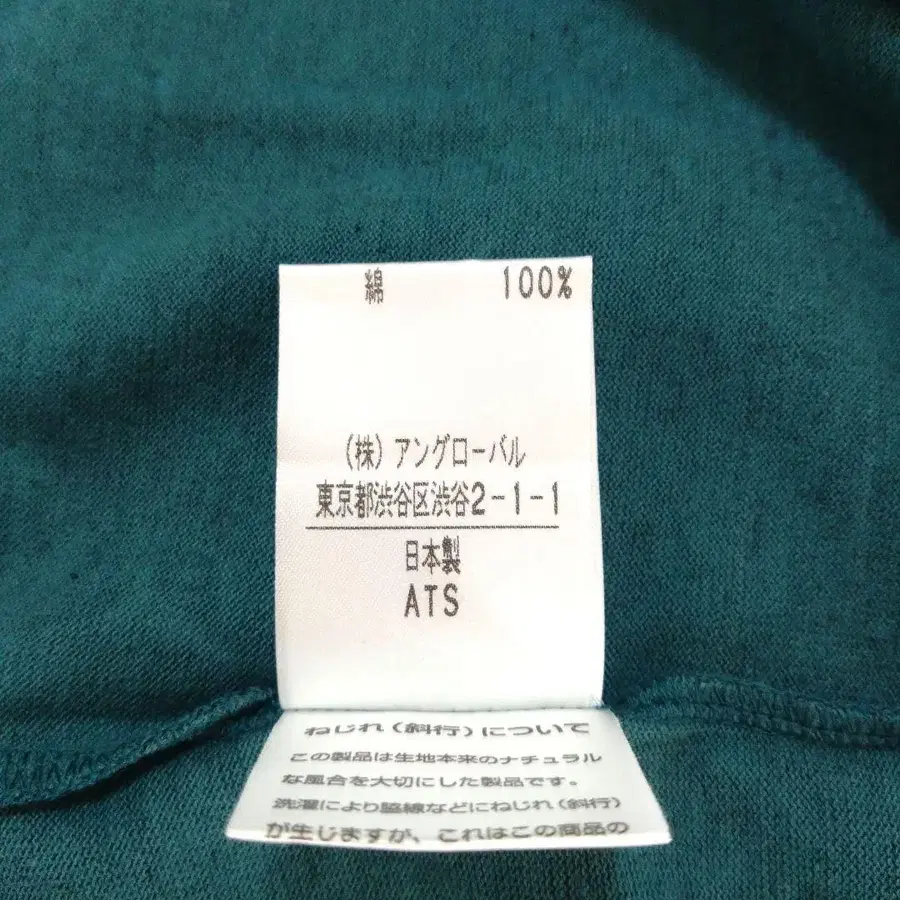 綿 100%
(株)アングローバル
東京都渋谷区渋谷2-1-1
日本製
ATS
ねじれ(斜行)について
この製品は生地本来のナチュラル
な風合を大切にした製品です。
洗濯により脇線などにねじれ(斜行)
が生じますが、これはこの商品の